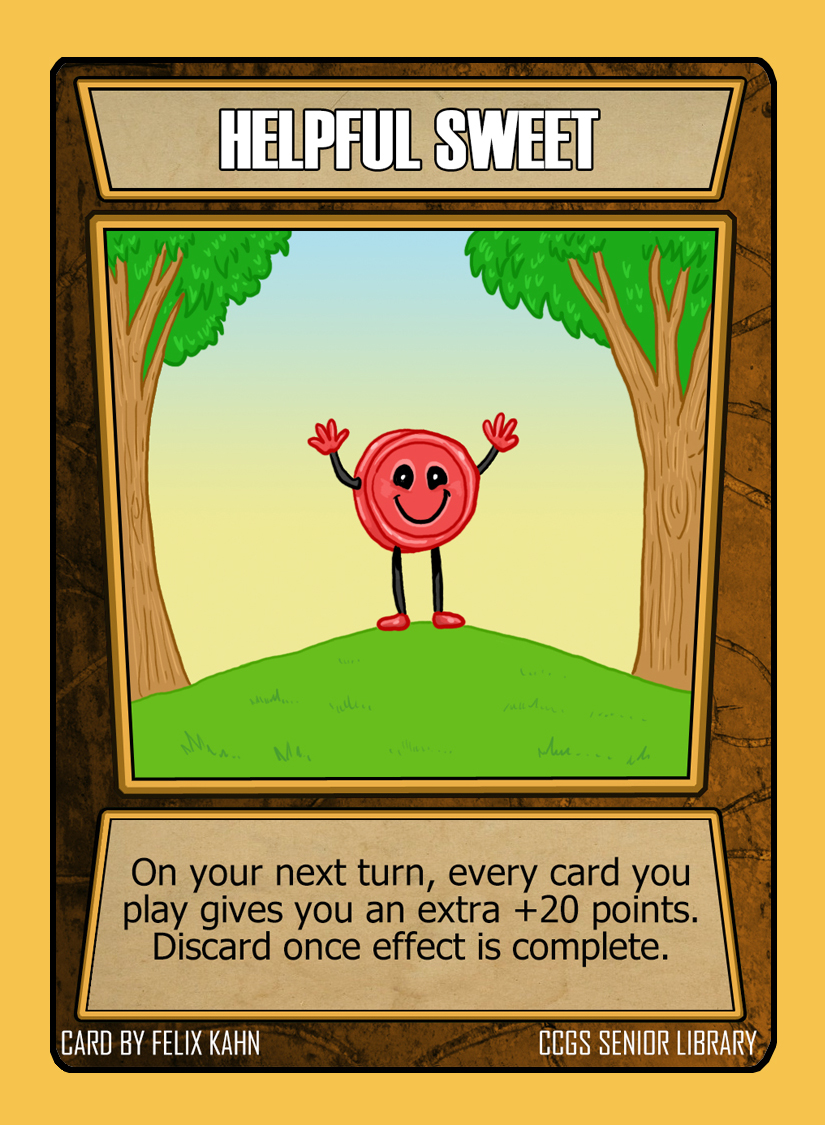 HELPFUL SWEET
On your next turn, every card you
play gives you an extra +20 points.
Discard once effect is complete.
CARD BY FELIX KAHN
CCGS SENIOR LIBRARY